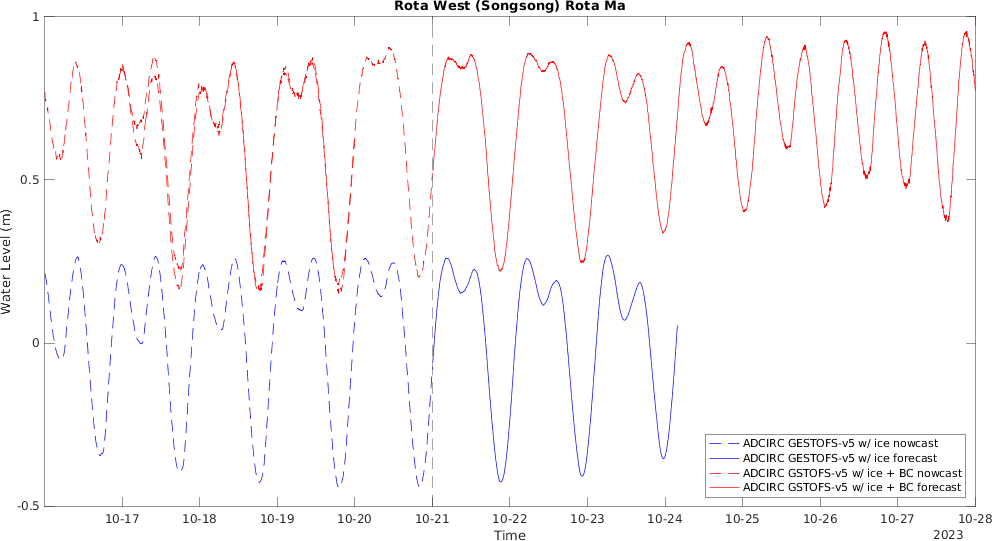 Rota West (Songsong) Rota Ma
1
0.5
0
-0.5
Water Level (m)
10-17 10-18 10-19 10-20 10-21 10-22 10-23 10-24 10-25 10-26 10-27 10-28
Time
2023
ADCIRC GESTOFS-v5 w/ ice nowcast
ADCIRC GESTOFS-v5 w/ ice forecast
ADCIRC GSTOFS-v5 w/ ice + BC nowcast
ADCIRC GSTOFS-v5 w/ ice + BC forecast